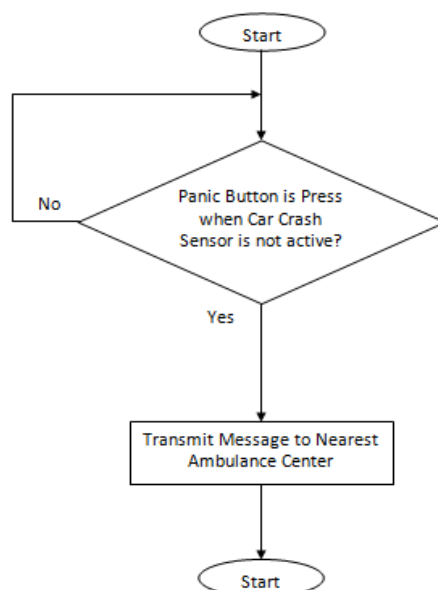 Start
Panic Button is Press
when Car Crash
Sensor is not active?
No
Yes
Transmit Message to Nearest
Ambulance Center
Start